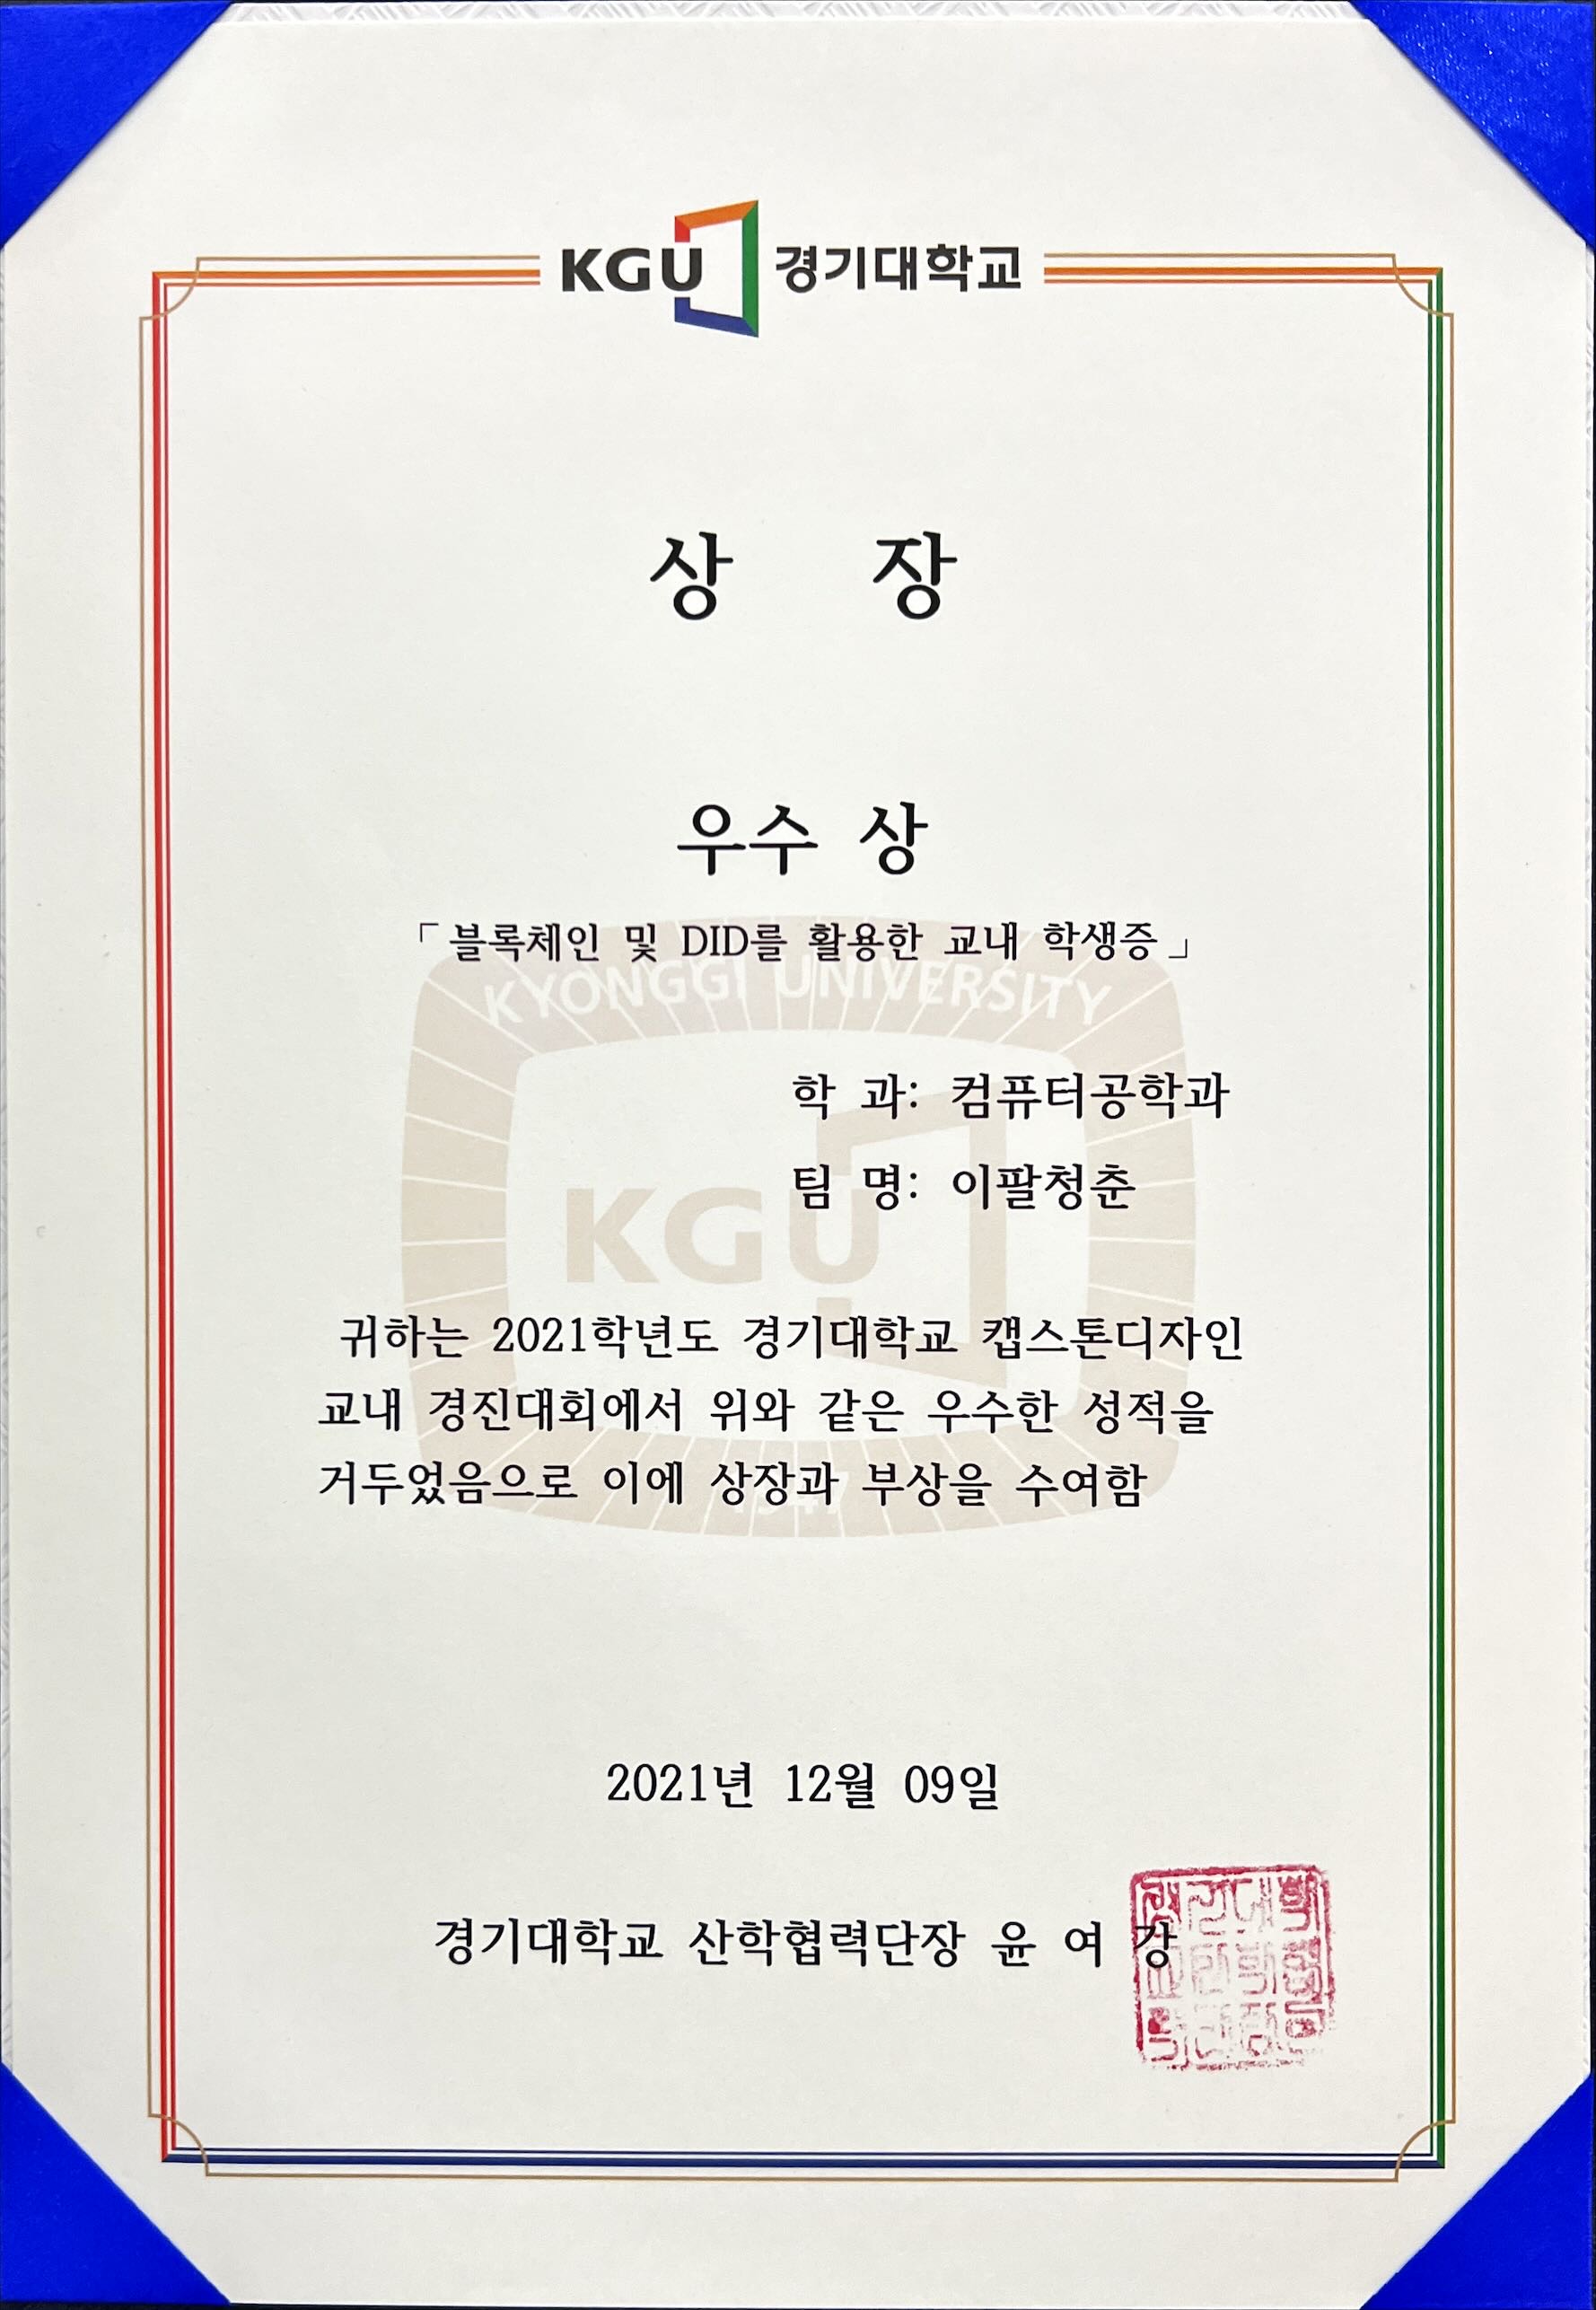 KGU 경기대학교
상 장
우수 상
「블록체인 및 DID를 활용한 교내 학생증」
KYONGGI UNIVERSITY
학 과: 컴퓨터공학과
팀 명: 이팔청춘
KGU
귀하는 2021학년도 경기대학교 캡스톤디자인
교내 경진대회에서 위와 같은 우수한 성적을
거두었음으로 이에 상장과 부상을 수여함
2021년 12월 09일
경기대학교 산학협력단장 윤 여 강